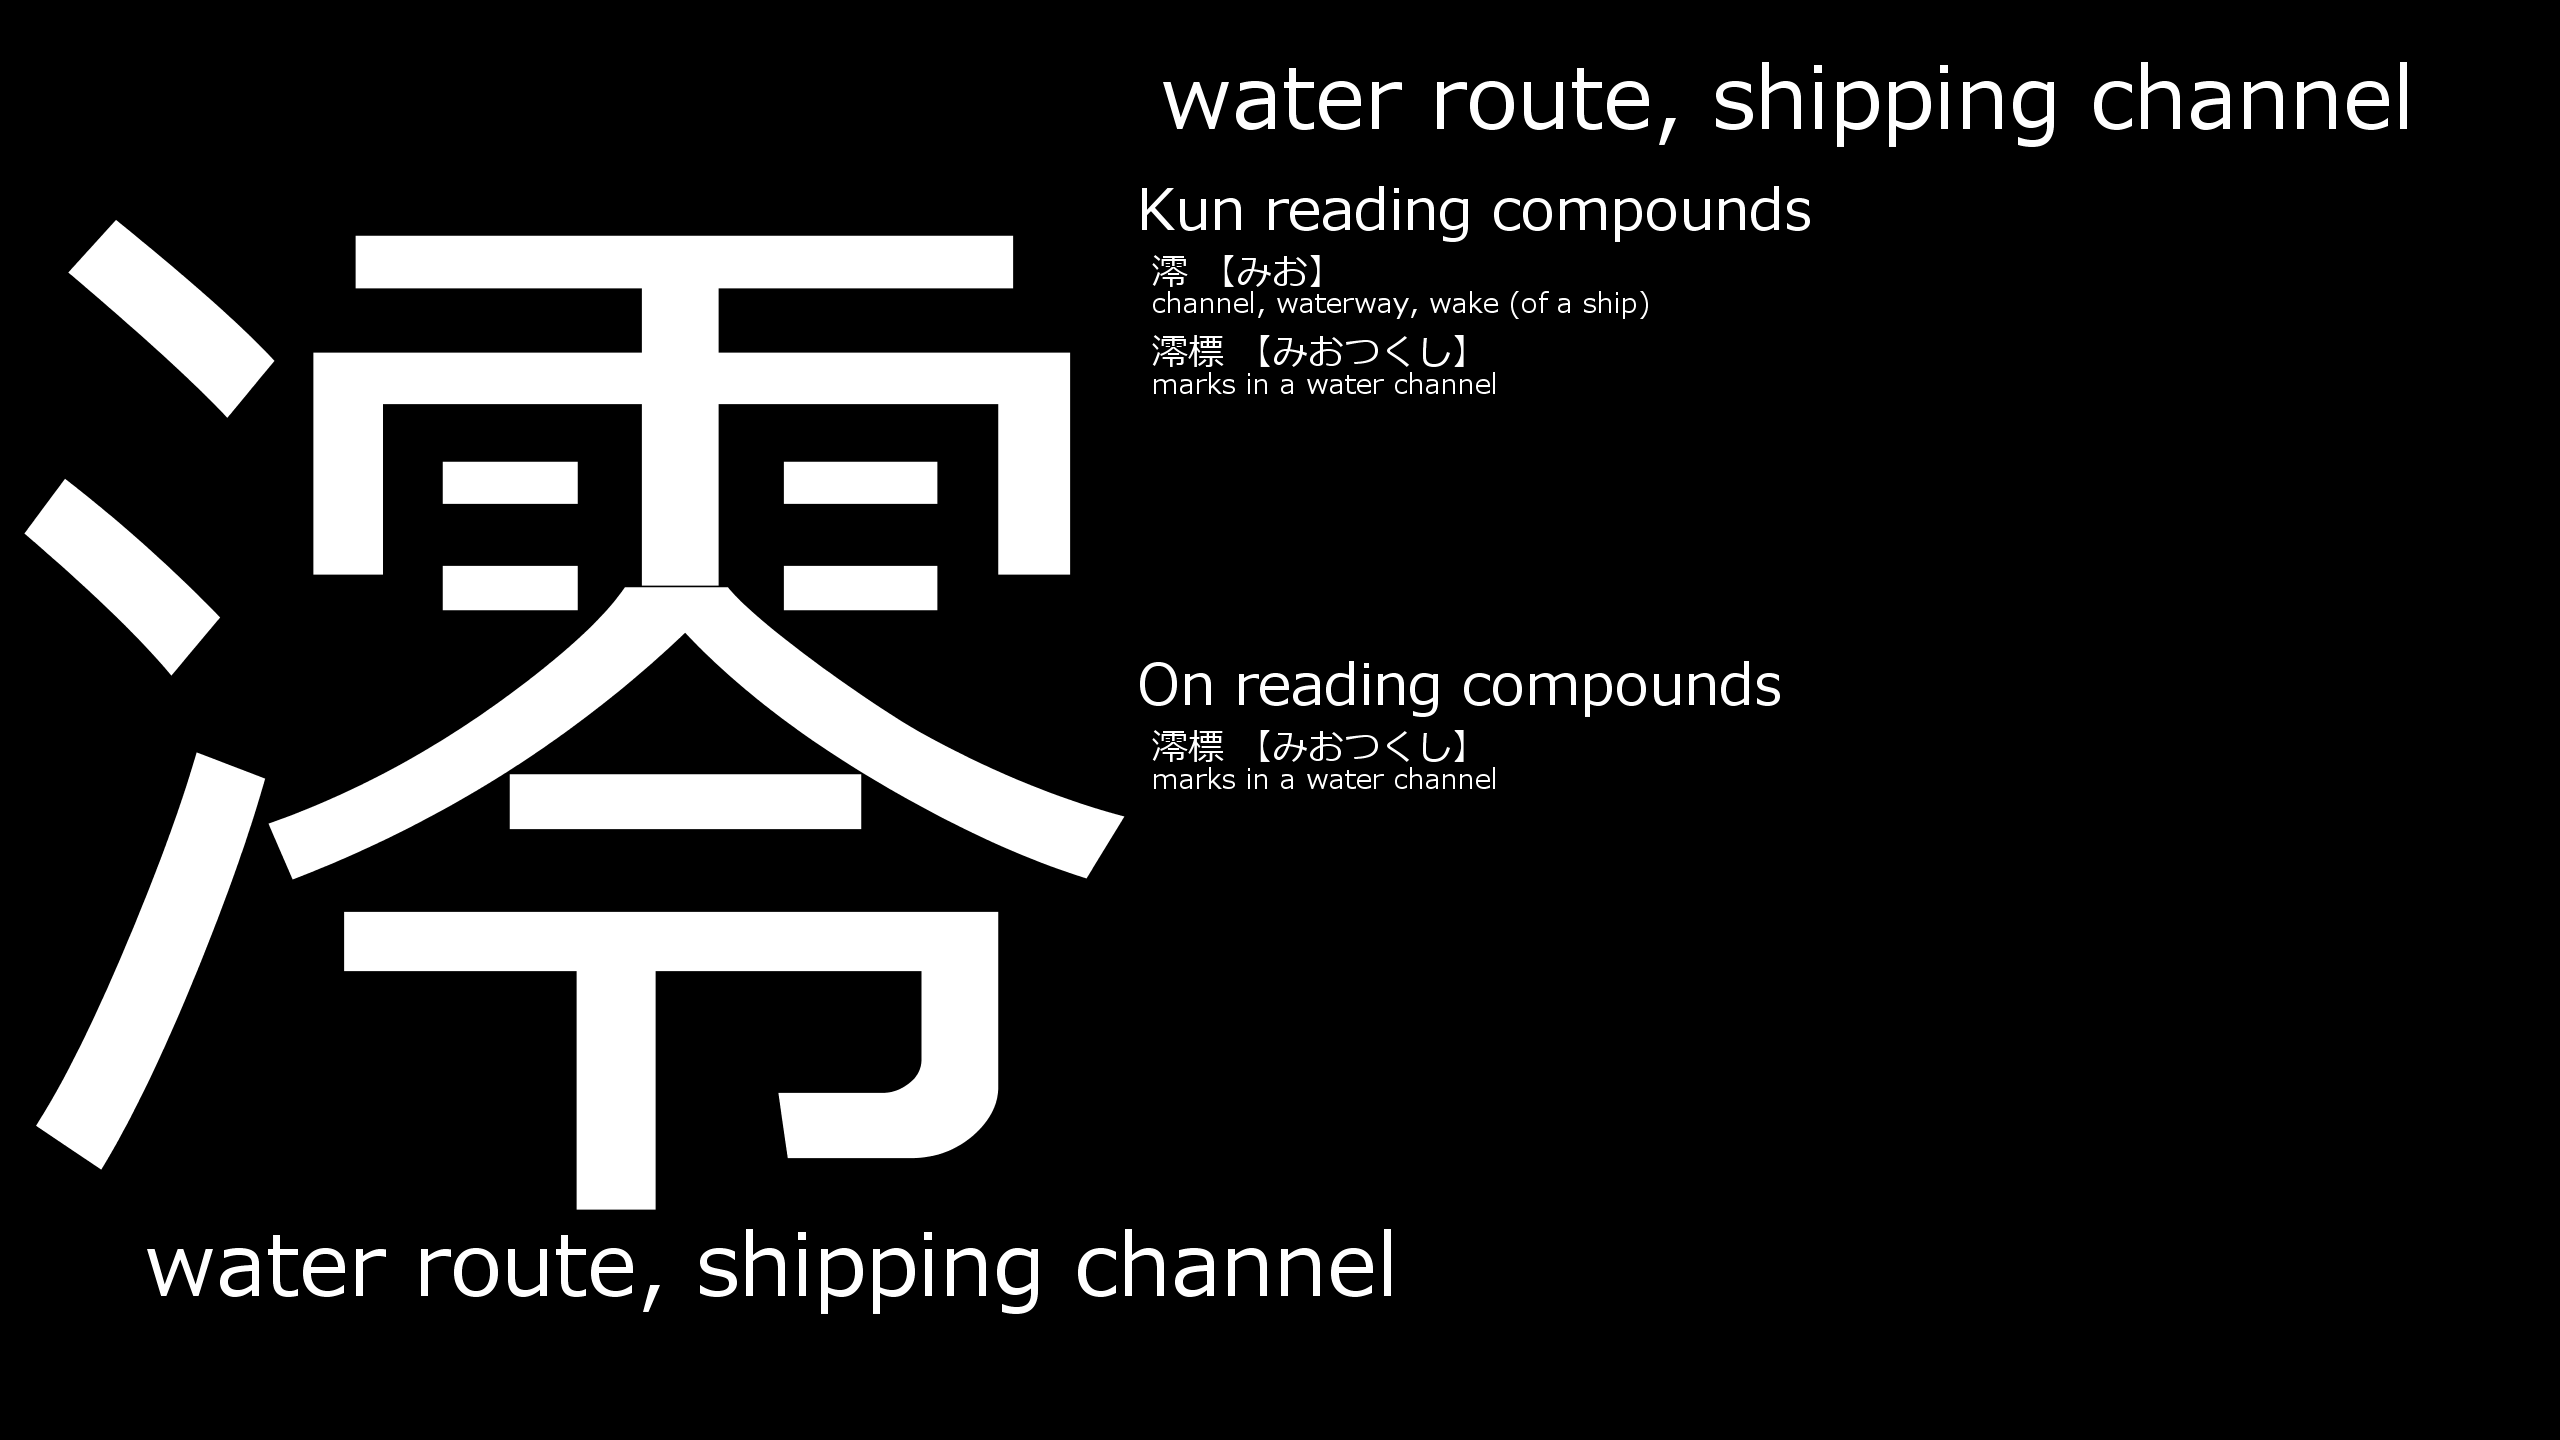 澪
water route, shipping channel
water route, shipping channel
Kun reading compounds
澪 【みお】
channel, waterway, wake (of a ship)
澪標 【みおつくし】
marks in a water channel
On reading compounds
澪標 【みおつくし】
marks in a water channel